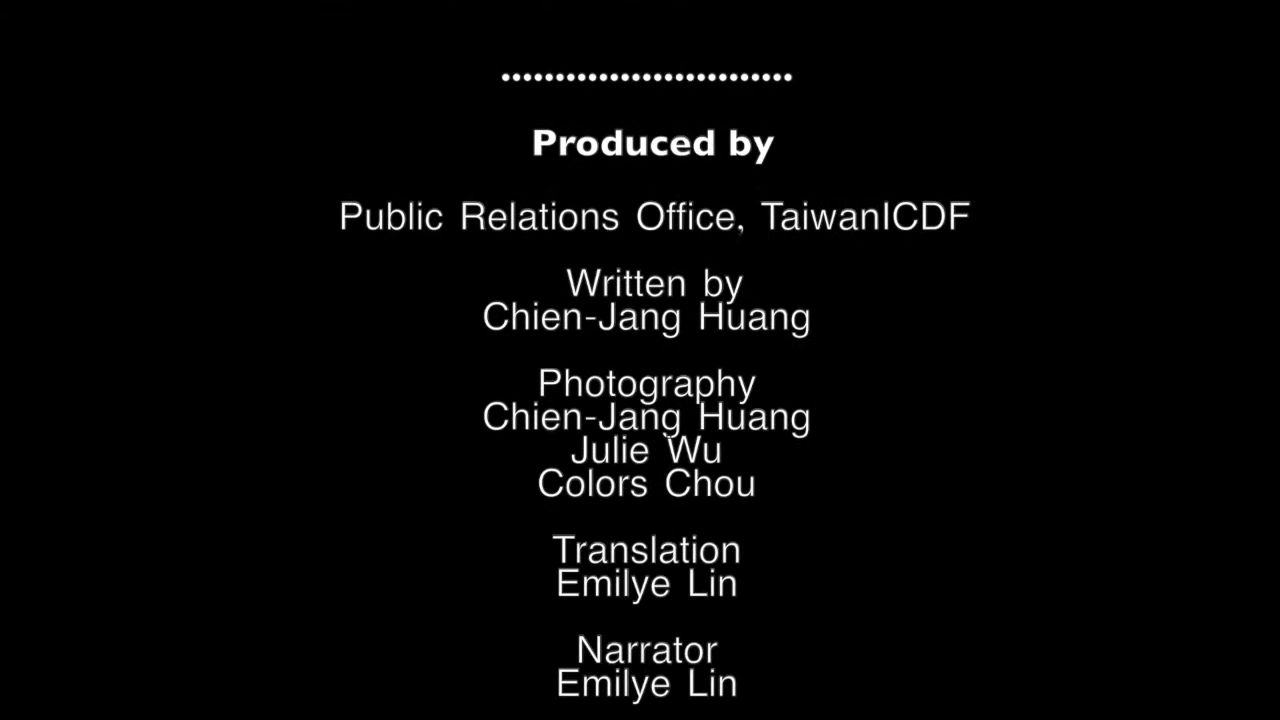 ...........................
Produced by
Public Relations Office, TaiwanICDF
Written by
Chien-Jang Huang
Photography
Chien-Jang Huang
Julie Wu
Colors Chou
Translation
Emilye Lin
Narrator
Emilye Lin